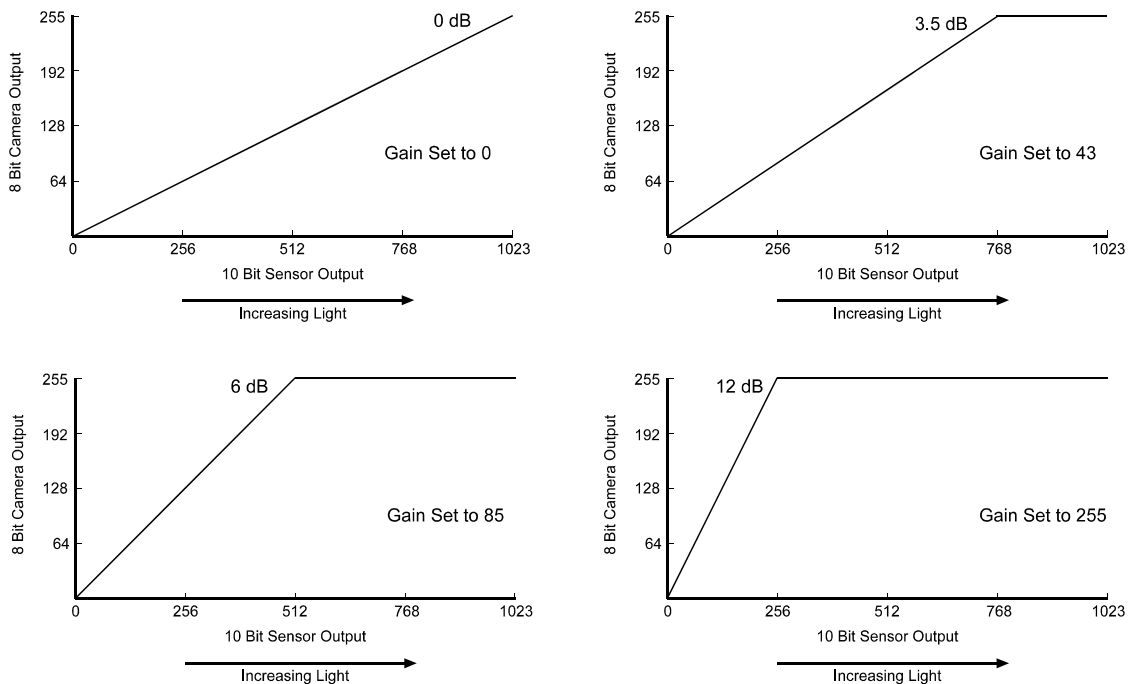 255
192
128
64
0
256
512
768
1023
0 dB
Gain Set to 0
8 Bit Camera Output
10 Bit Sensor Output
Increasing Light
255
192
128
64
0
256
512
768
1023
3.5 dB
Gain Set to 43
8 Bit Camera Output
10 Bit Sensor Output
Increasing Light
255
192
128
64
0
256
512
768
1023
6 dB
Gain Set to 85
8 Bit Camera Output
10 Bit Sensor Output
Increasing Light
255
192
128
64
0
256
512
768
1023
12 dB
Gain Set to 255
8 Bit Camera Output
10 Bit Sensor Output
Increasing Light